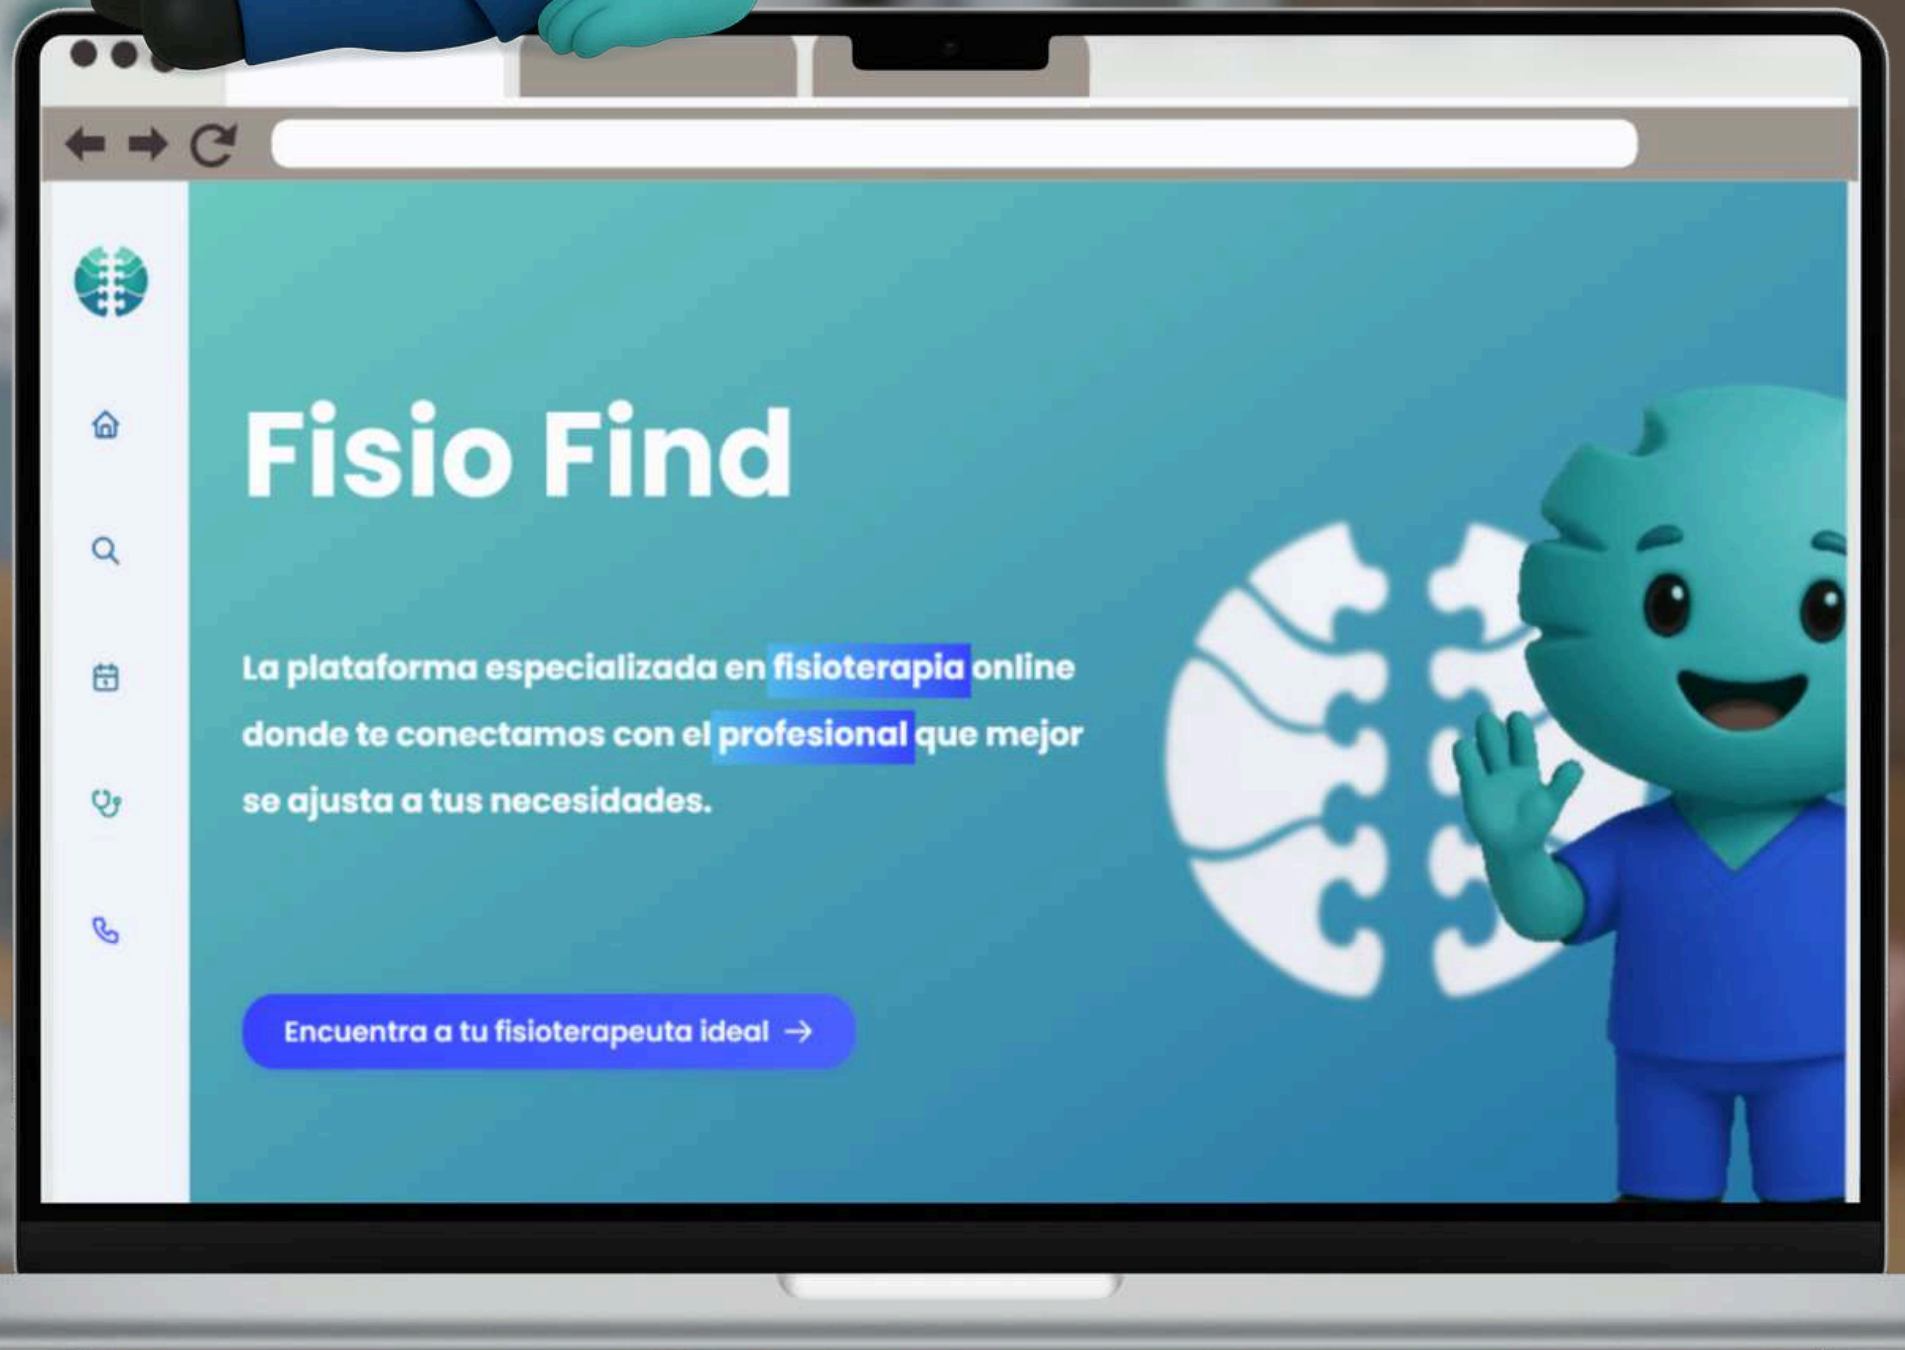 Fisio Find
La plataforma especializada en fisioterapia online
donde te conectamos con el profesional que mejor
se ajusta a tus necesidades.
Encuentra a tu fisioterapeuta ideal →